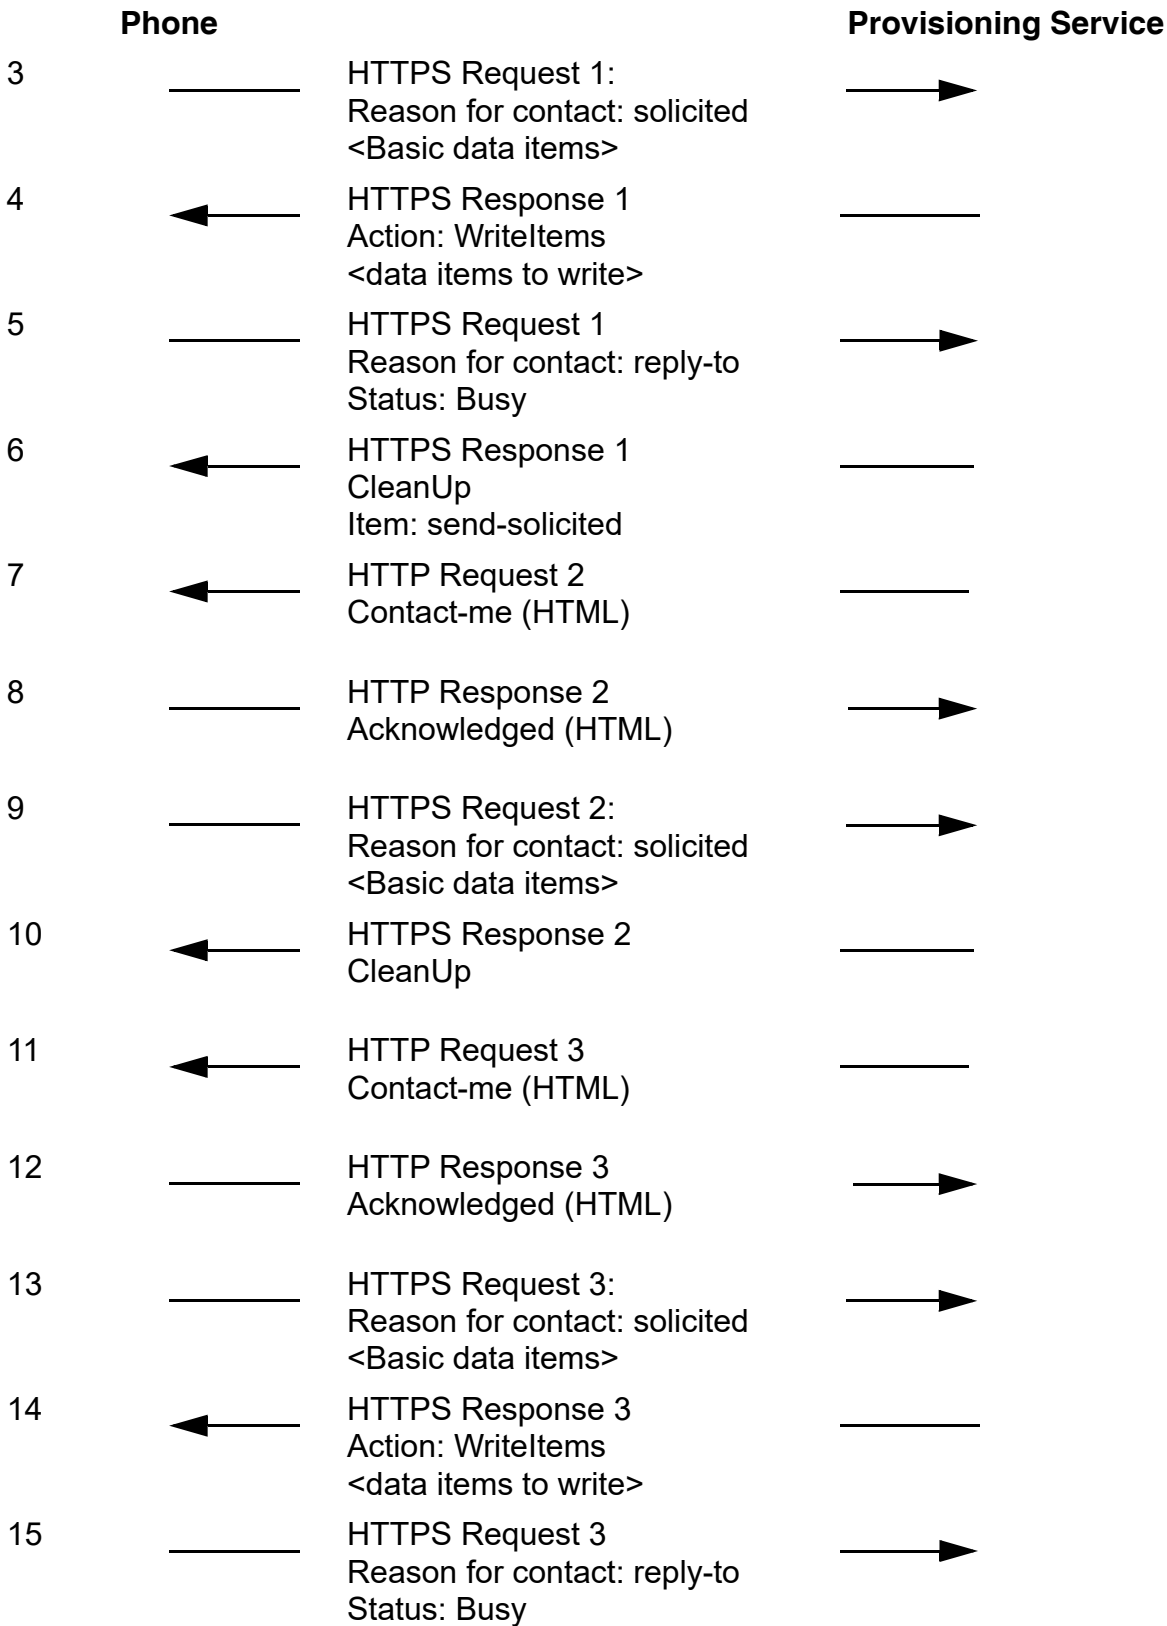 Phone Provisioning Service
3 HTTPS Request 1:
Reason for contact: solicited
<Basic data items>
4 HTTPS Response 1
Action: WriteItems
<data items to write>
5 HTTPS Request 1
Reason for contact: reply-to
Status: Busy
6 HTTPS Response 1
CleanUp
Item: send-solicited
7 HTTP Request 2
Contact-me (HTML)
8 HTTP Response 2
Acknowledged (HTML)
9 HTTPS Request 2:
Reason for contact: solicited
<Basic data items>
10 HTTPS Response 2
CleanUp
11 HTTP Request 3
Contact-me (HTML)
12 HTTP Response 3
Acknowledged (HTML)
13 HTTPS Request 3:
Reason for contact: solicited
<Basic data items>
14 HTTPS Response 3
Action: WriteItems
<data items to write>
15 HTTPS Request 3
Reason for contact: reply-to
Status: Busy